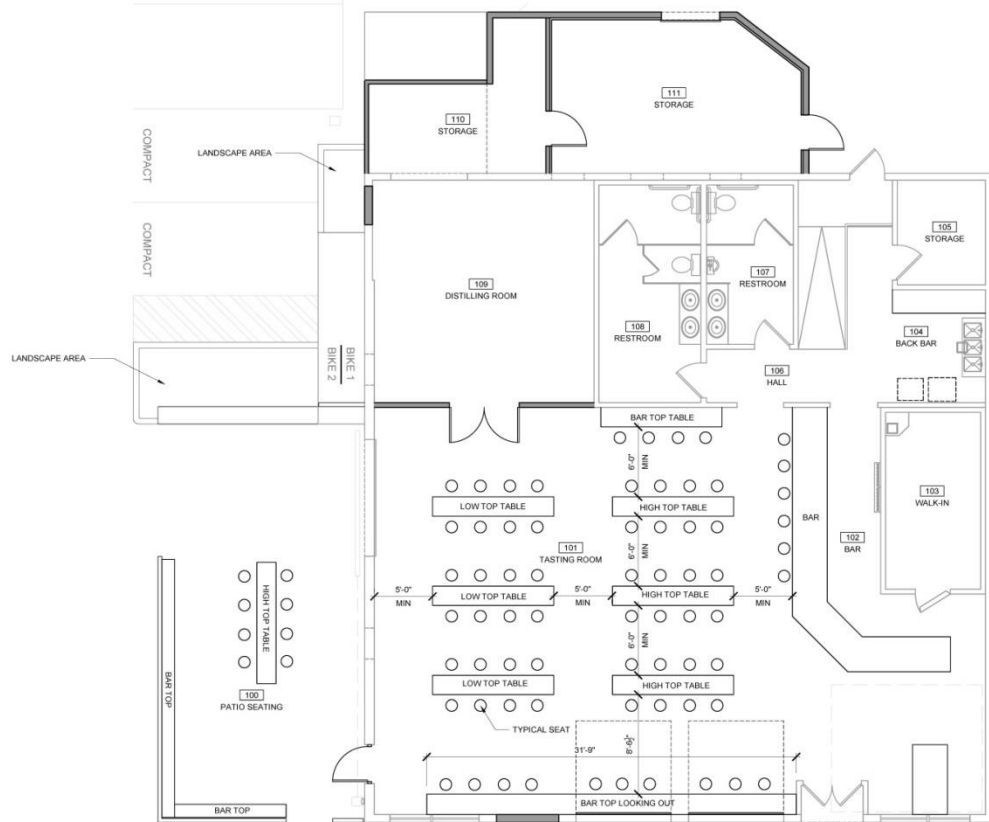 111
STORAGE
110
STORAGE
COMPACT
LANDSCAPE AREA
COMPACT
105
STORAGE
109
DISTILLING ROOM
107
RESTROOM
108
RESTROOM
104
BACK BAR
LANDSCAPE AREA
BIKE 1
BIKE 2
106
HALL
BAR TOP TABLE
6'-0"
MIN
LOW TOP TABLE
HIGH TOP TABLE
103
WALK-IN
BAR
102
BAR
101
TASTING ROOM
6'-0"
MIN
5'-0"
MIN
LOW TOP TABLE
5'-0"
MIN
HIGH TOP TABLE
5'-0"
MIN
HIGH TOP TABLE
6'-0"
MIN
BAR TOP
LOW TOP TABLE
HIGH TOP TABLE
100
PATIO SEATING
TYPICAL SEAT
31'-9"
8'-9½"
BAR TOP
BAR TOP LOOKING OUT